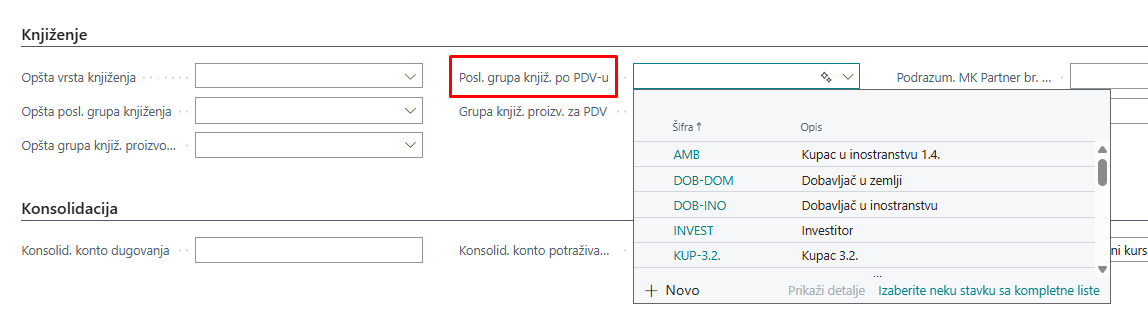 Knjiženje
Opšta vrsta knjiženja
Posl. grupa knjiž. po PDV-u
Podrazum. MK Partner br. ...
Opšta posl. grupa knjiženja
Grupa knjiž. proizv. za PDV
Opšta grupa knjiž. proizvo...
Šifra ↑ Opis
AMB Kupac u inostranstvu 1.4.
DOB-DOM Dobavljač u zemlji
DOB-INO Dobavljač u inostranstvu
INVEST Investitor
KUP-3.2. Kupac 3.2.
...
+ Novo Prikaži detalje Izaberite neku stavku sa kompletne liste
Konsolidacija
Konsolid. konto dugovanja
Konsolid. konto potraživa...
ni kurs